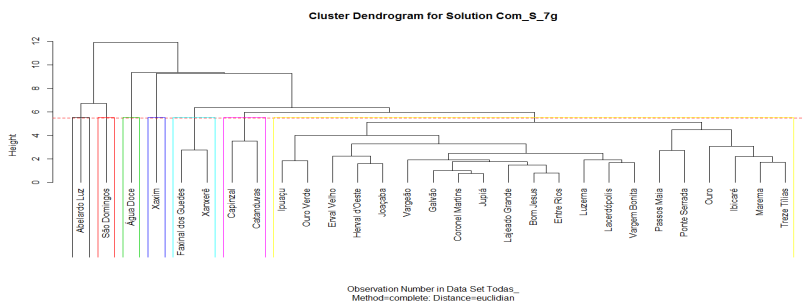 Cluster Dendrogram for Solution Com_S_7g
Height
0
2
4
6
8
10
12
Abelardo Luz
São Domingos
Água Doce
Xaxim
Faxinal dos Guedes
Xanxerê
Capinzal
Catanduvas
Ipuaçu
Ouro Verde
Erval Velho
Herval d'Oeste
Joaçaba
Vargeão
Galvão
Coronel Martins
Jupiá
Lajeado Grande
Bom Jesus
Entre Rios
Luzerna
Lacerdópolis
Vargem Bonita
Passos Maia
Ponte Serrada
Ouro
Ibicaré
Marema
Treze Tílias
Observation Number in Data Set Todas_
Method=complete; Distance=euclidian